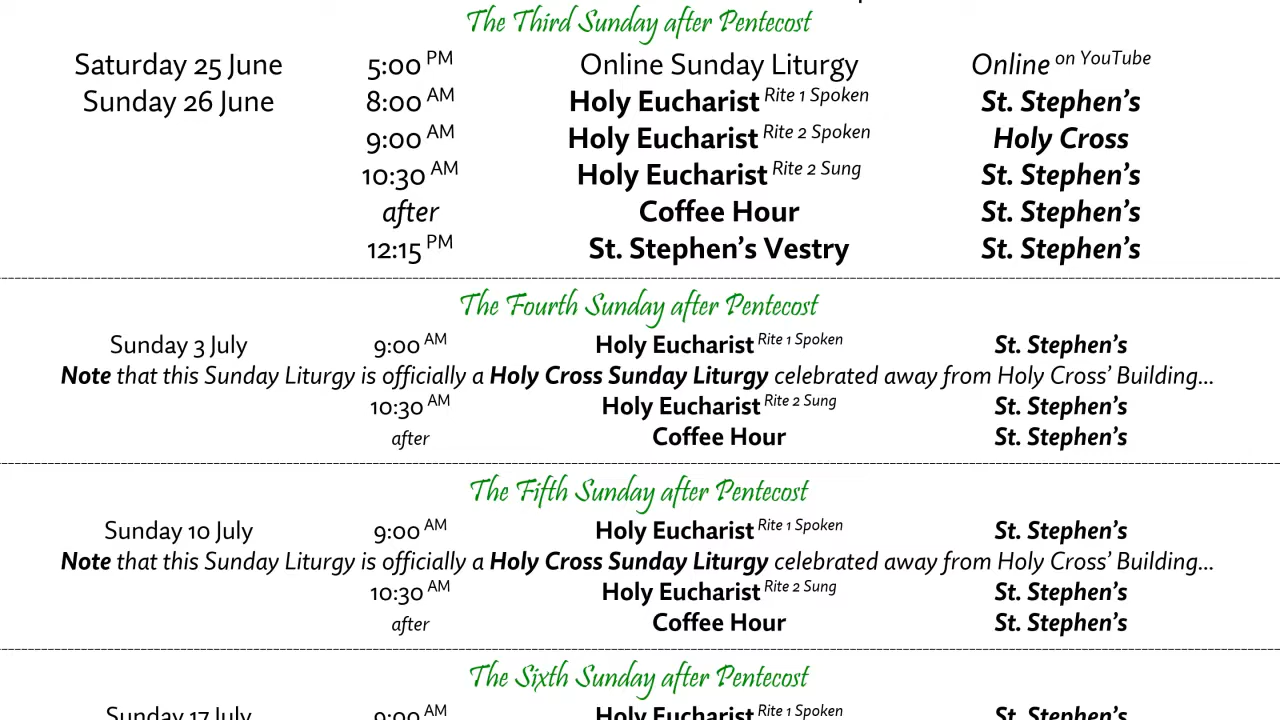 The Third Sunday after Pentecost
Saturday 25 June 5:00 PM Online Sunday Liturgy Online on YouTube
Sunday 26 June 8:00 AM Holy Eucharist Rite 1 Spoken St. Stephen’s
9:00 AM Holy Eucharist Rite 2 Spoken Holy Cross
10:30 AM Holy Eucharist Rite 2 Sung St. Stephen’s
after Coffee Hour St. Stephen’s
12:15 PM St. Stephen’s Vestry St. Stephen’s
The Fourth Sunday after Pentecost
Sunday 3 July 9:00 AM Holy Eucharist Rite 1 Spoken St. Stephen’s
Note that this Sunday Liturgy is officially a Holy Cross Sunday Liturgy celebrated away from Holy Cross’ Building...
10:30 AM Holy Eucharist Rite 2 Sung St. Stephen’s
after Coffee Hour St. Stephen’s
The Fifth Sunday after Pentecost
Sunday 10 July 9:00 AM Holy Eucharist Rite 1 Spoken St. Stephen’s
Note that this Sunday Liturgy is officially a Holy Cross Sunday Liturgy celebrated away from Holy Cross’ Building...
10:30 AM Holy Eucharist Rite 2 Sung St. Stephen’s
after Coffee Hour St. Stephen’s
The Sixth Sunday after Pentecost
Sunday 17 July 9:00 AM Holy Eucharist Rite 1 Spoken St. Stephen’s